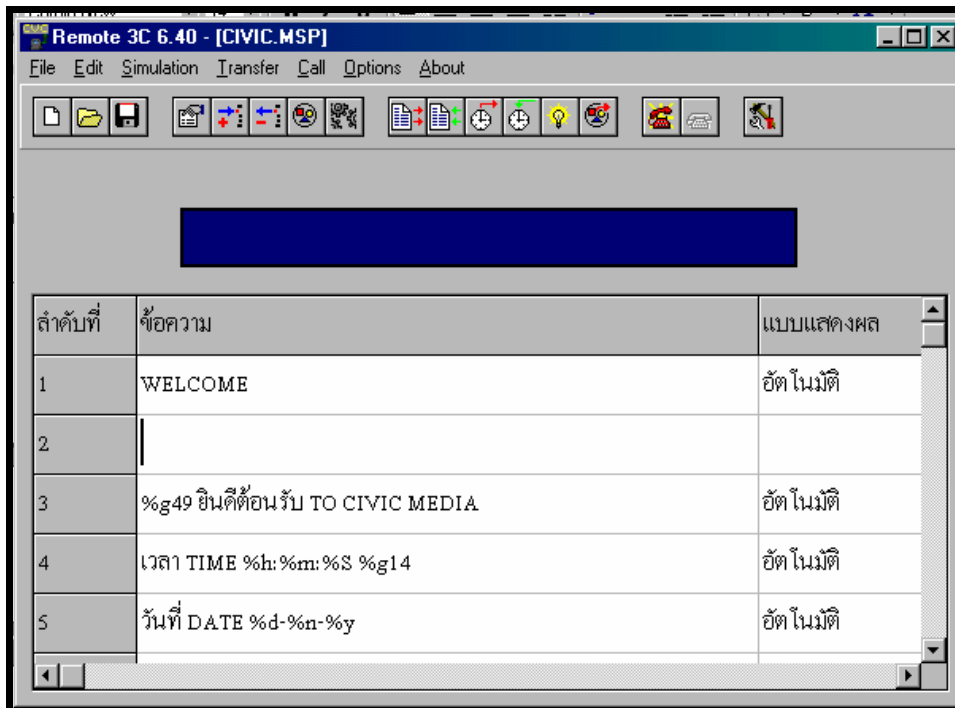 Remote 3C 6.40 - [CIVIC.MSP]
File Edit Simulation Transfer Call Options About
ลำดับที่ ข้อความ แบบแสดงผล
1 WELCOME อัตโนมัติ
2
3 %g49 ยินดีต้อนรับ TO CIVIC MEDIA อัตโนมัติ
4 เวลา TIME %h:%m:%S %g14 อัตโนมัติ
5 วันที่ DATE %d-%n-%y อัตโนมัติ